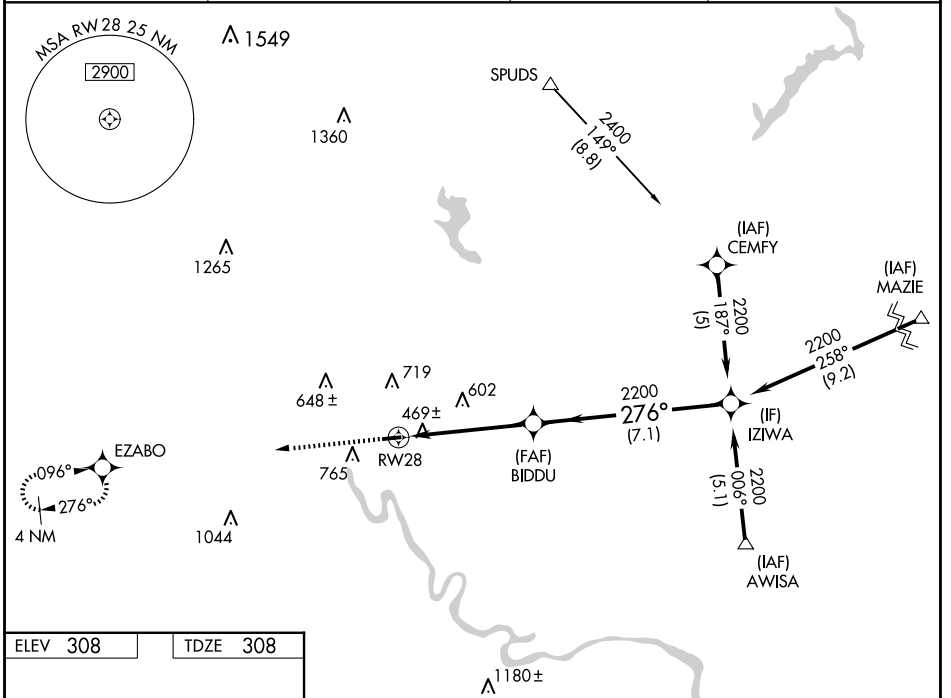 MSA RW 28 25 NM
2900
1549
1360
1265
SPUDS
2400
149°
(8.8)
(IAF)
CEMFY
2200
187°
(5)
(IAF)
MAZIE
2200
258°
(9.2)
648 ±
719
602
469 ±
765
RW28
2200
276°
(7.1)
(FAF)
BIDDU
(IF)
IZIWA
2200
006°
(5.1)
(IAF)
AWISA
EZABO
096°
276°
4 NM
1044
1180 ±
ELEV 308
TDZE 308